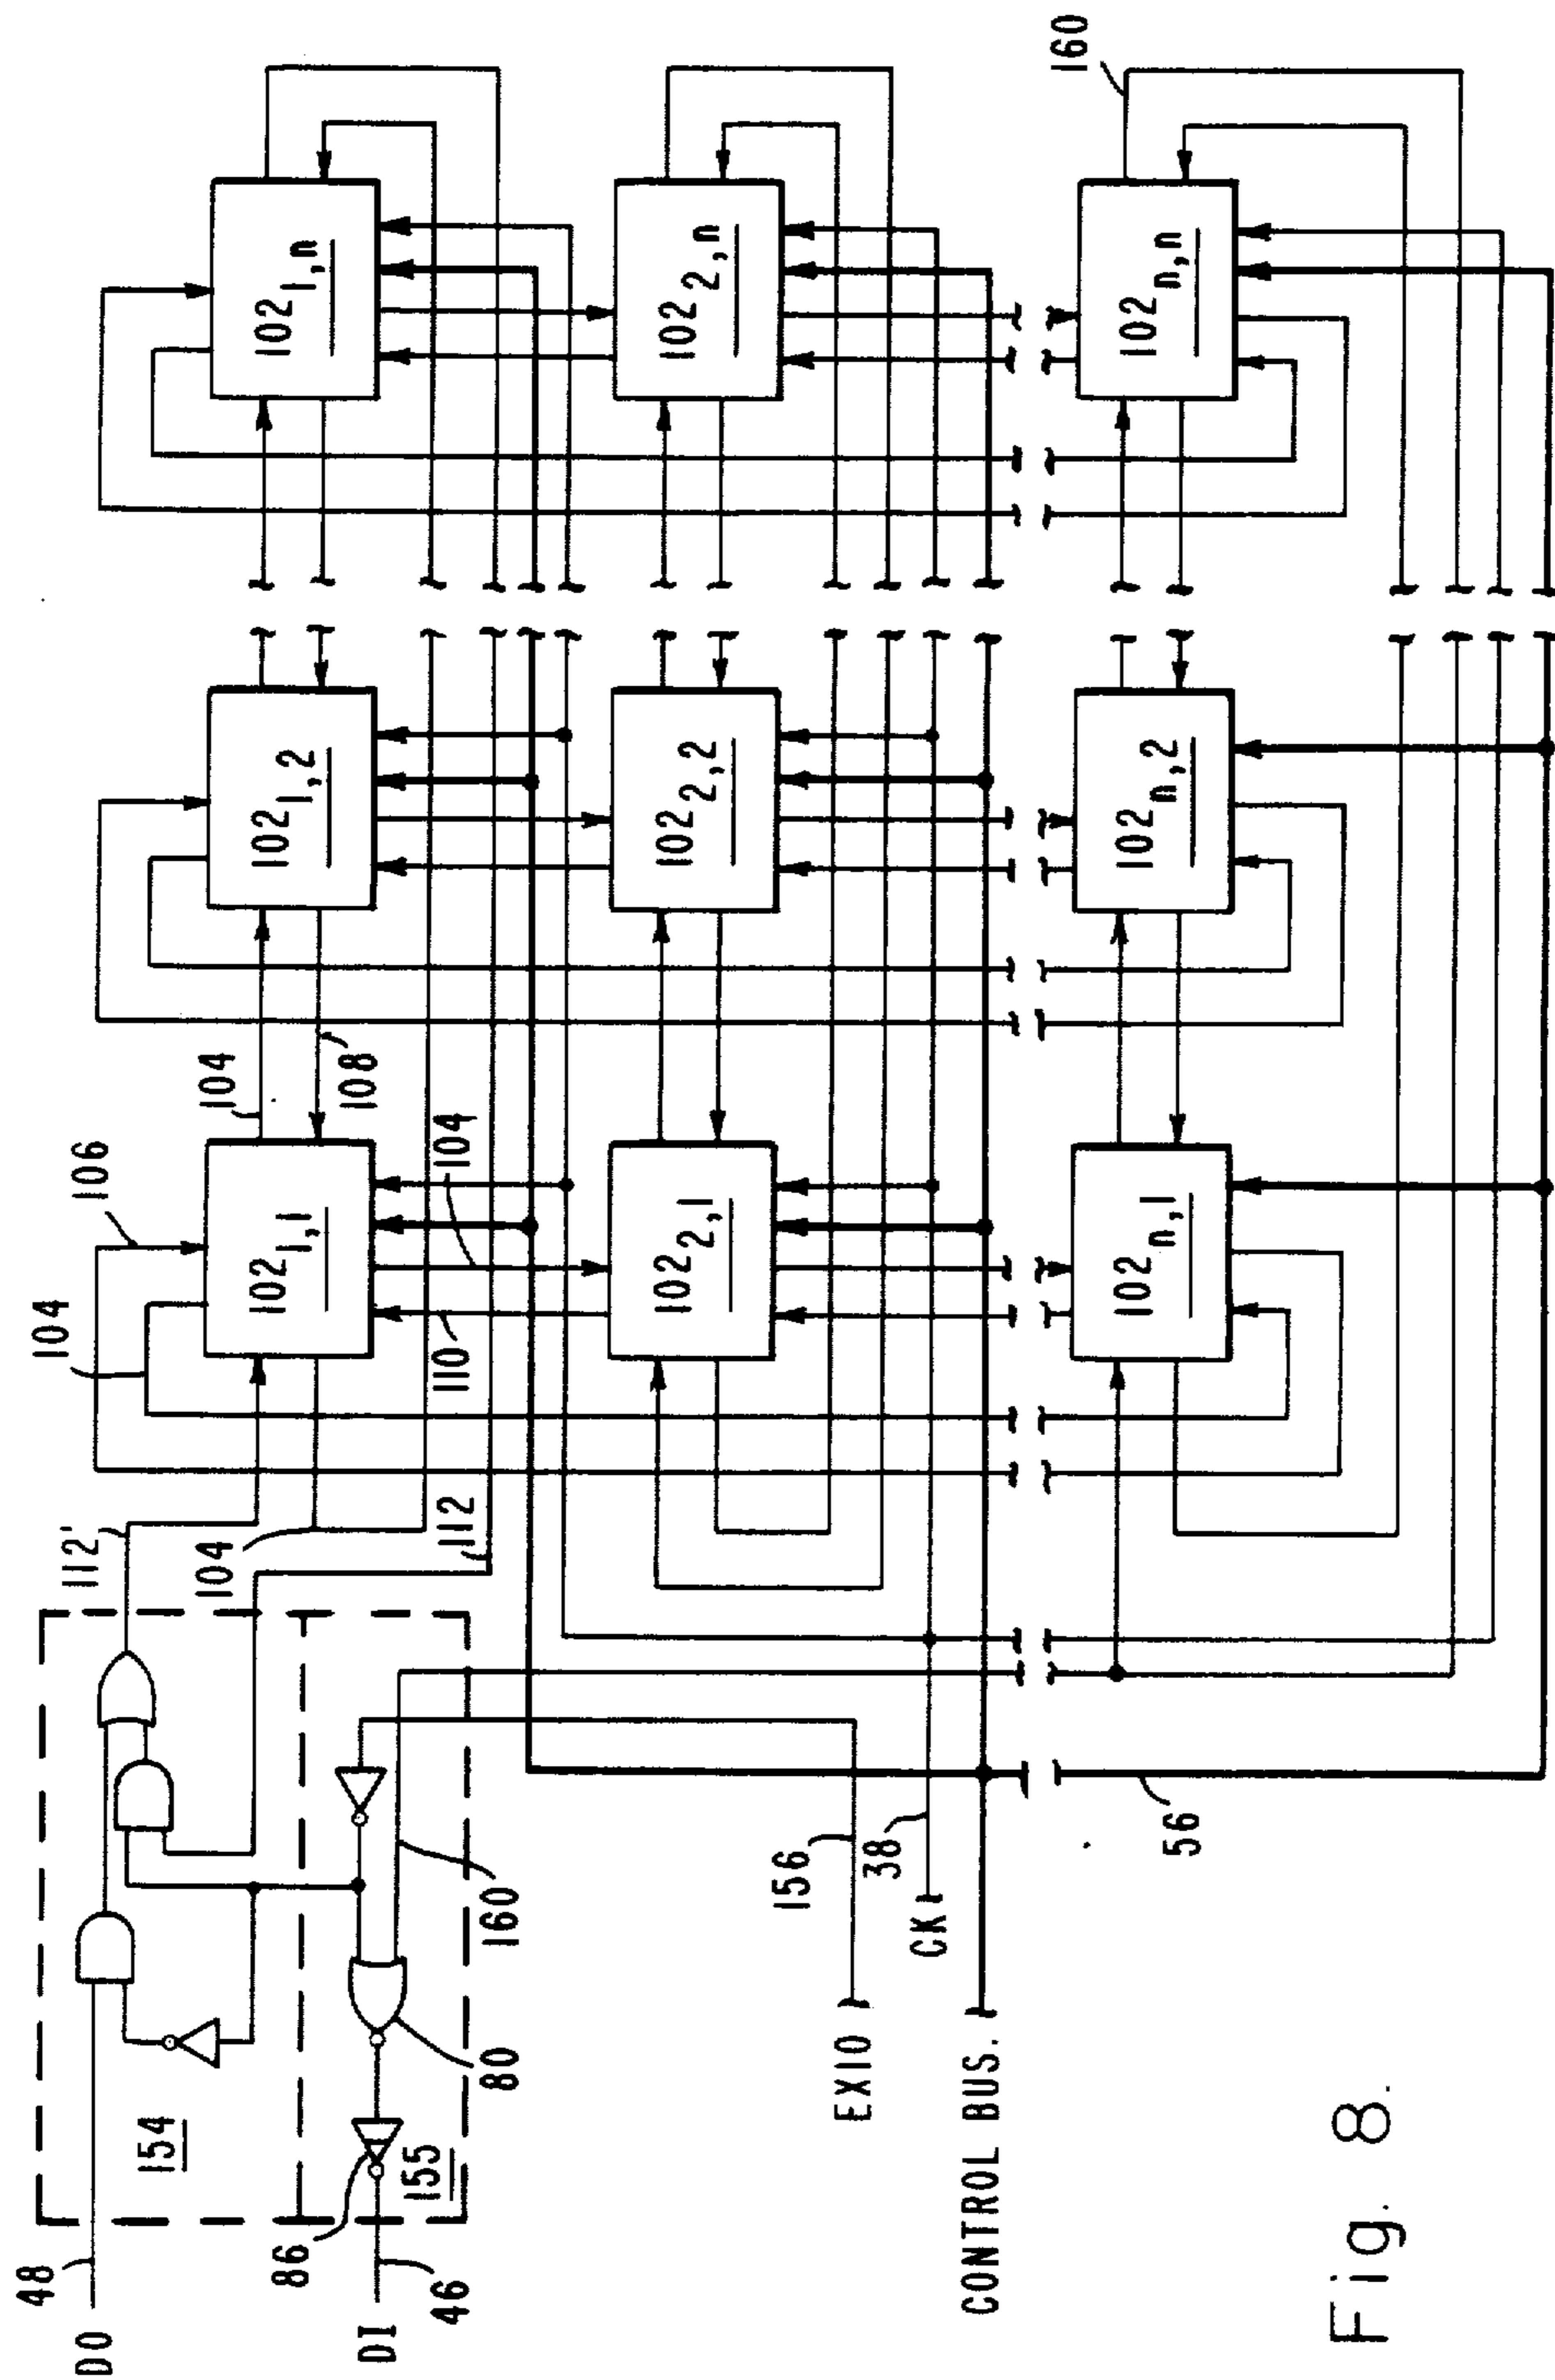 DO
48
154
112'
104
106
104
102 1,1
104
108
102 1,2
102 1,n
DI
46
86
155
80
160
112
110
104
102 2,1
102 2,2
102 2,n
EXIO
156
CK1
38
CONTROL BUS.
56
102 n,1
102 n,2
102 n,n
160
Fig. 8.